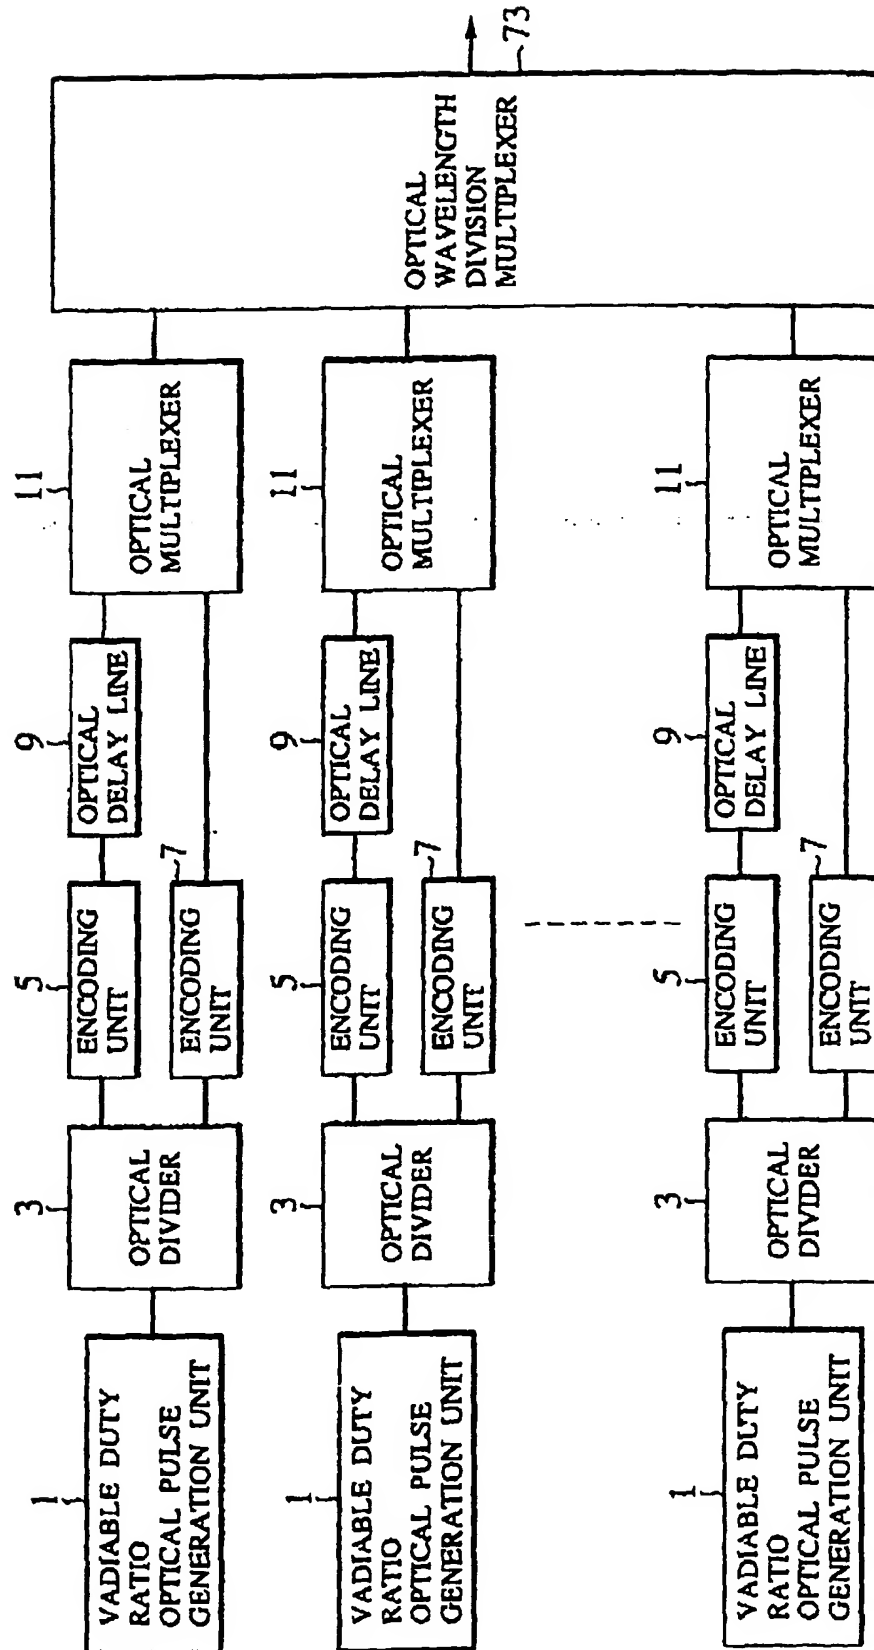 1
VADIABLE DUTY
RATIO
OPTICAL PULSE
GENERATION UNIT
3
OPTICAL
DIVIDER
5
ENCODING
UNIT
7
ENCODING
UNIT
9
OPTICAL
DELAY LINE
11
OPTICAL
MULTIPLEXER
1
VADIABLE DUTY
RATIO
OPTICAL PULSE
GENERATION UNIT
3
OPTICAL
DIVIDER
5
ENCODING
UNIT
7
ENCODING
UNIT
9
OPTICAL
DELAY LINE
11
OPTICAL
MULTIPLEXER
1
VADIABLE DUTY
RATIO
OPTICAL PULSE
GENERATION UNIT
3
OPTICAL
DIVIDER
5
ENCODING
UNIT
7
ENCODING
UNIT
9
OPTICAL
DELAY LINE
11
OPTICAL
MULTIPLEXER
OPTICAL
WAVELENGTH
DIVISION
MULTIPLEXER
73